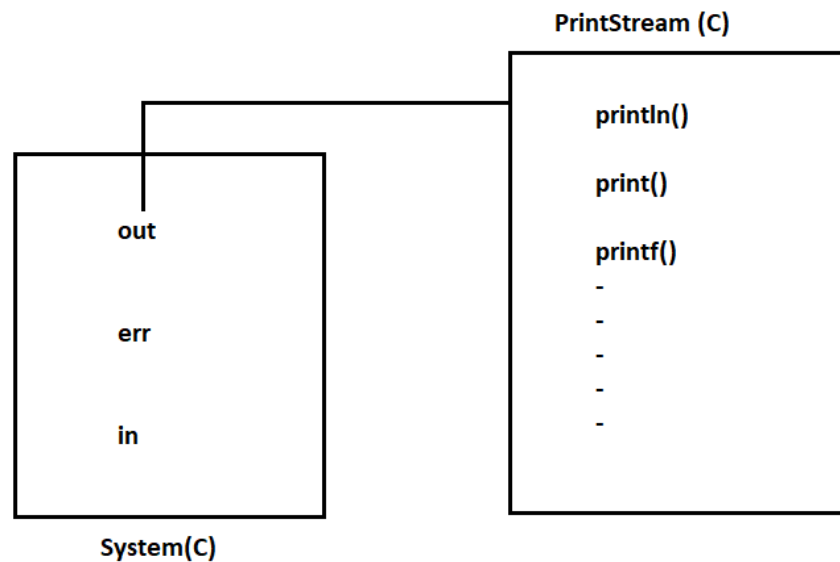 PrintStream (C)
println()
print()
printf()
-
-
-
-
-
out
err
in
System(C)